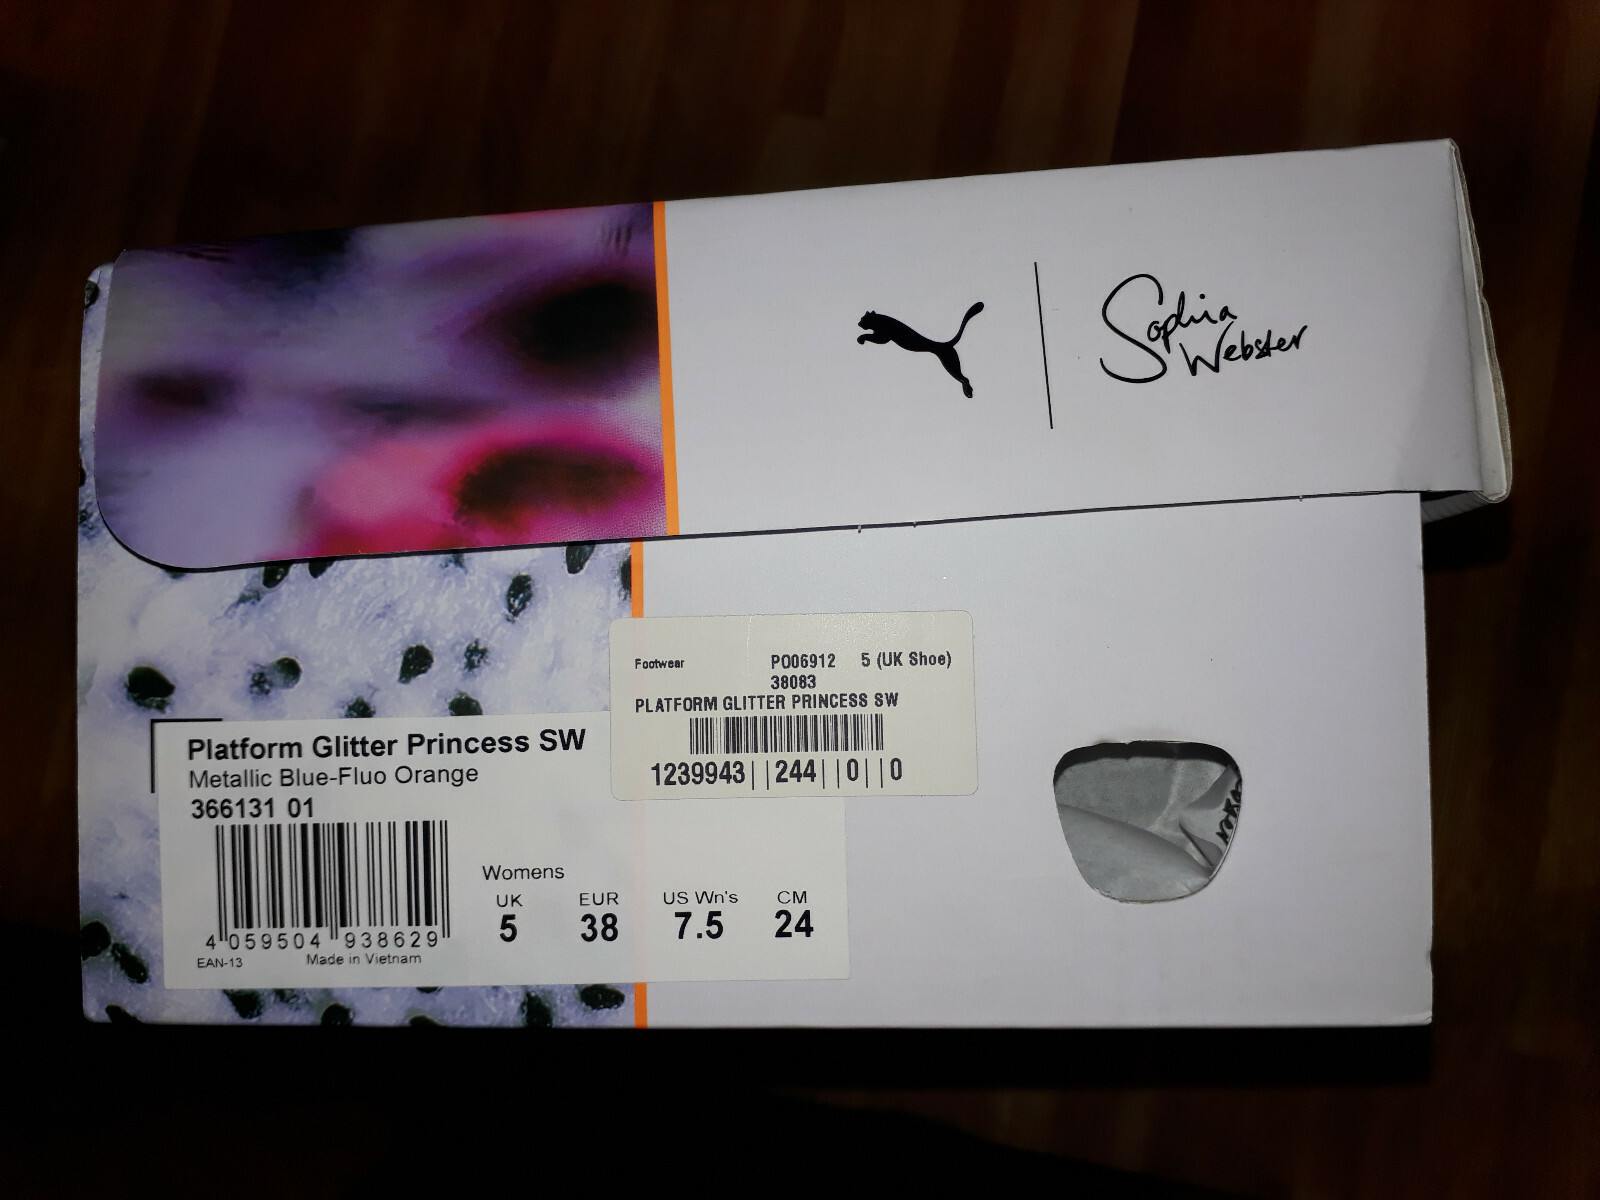 Sophia
Webster
Footwear PO06912 5 (UK Shoe)
38083
PLATFORM GLITTER PRINCESS SW
1239943||244||0||0
Platform Glitter Princess SW
Metallic Blue-Fluo Orange
366131 01
Womens
UK EUR US Wn's CM
5 38 7.5 24
4 059504 938629
EAN-13 Made in Vietnam